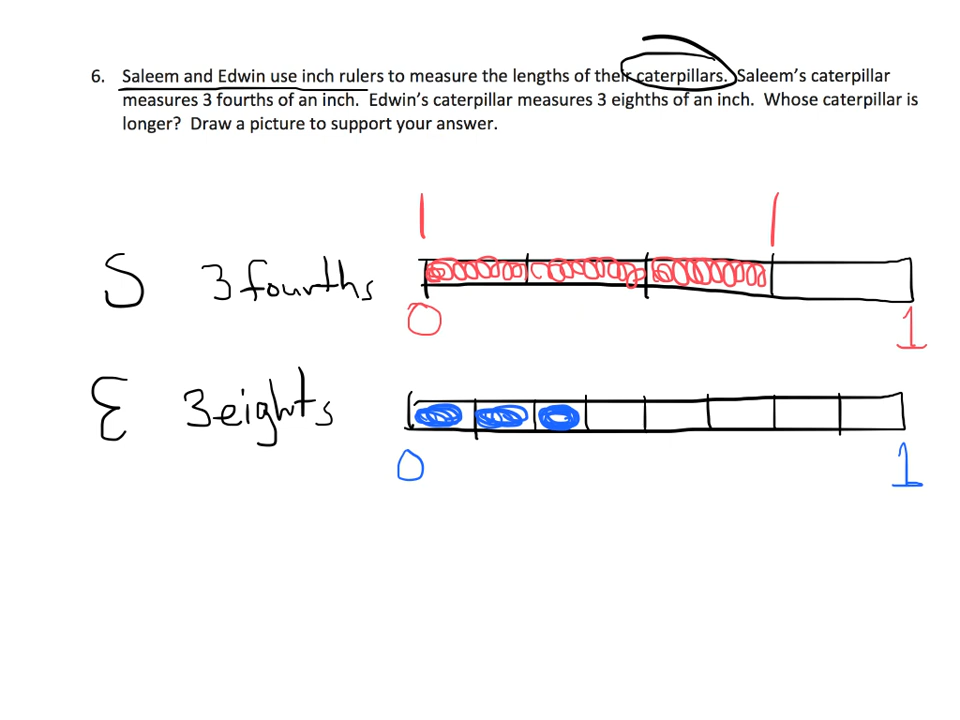 6. Saleem and Edwin use inch rulers to measure the lengths of their caterpillars. Saleem's caterpillar
measures 3 fourths of an inch. Edwin's caterpillar measures 3 eighths of an inch. Whose caterpillar is
longer? Draw a picture to support your answer.
S 3 fourths
0 1
E 3 eights
0 1